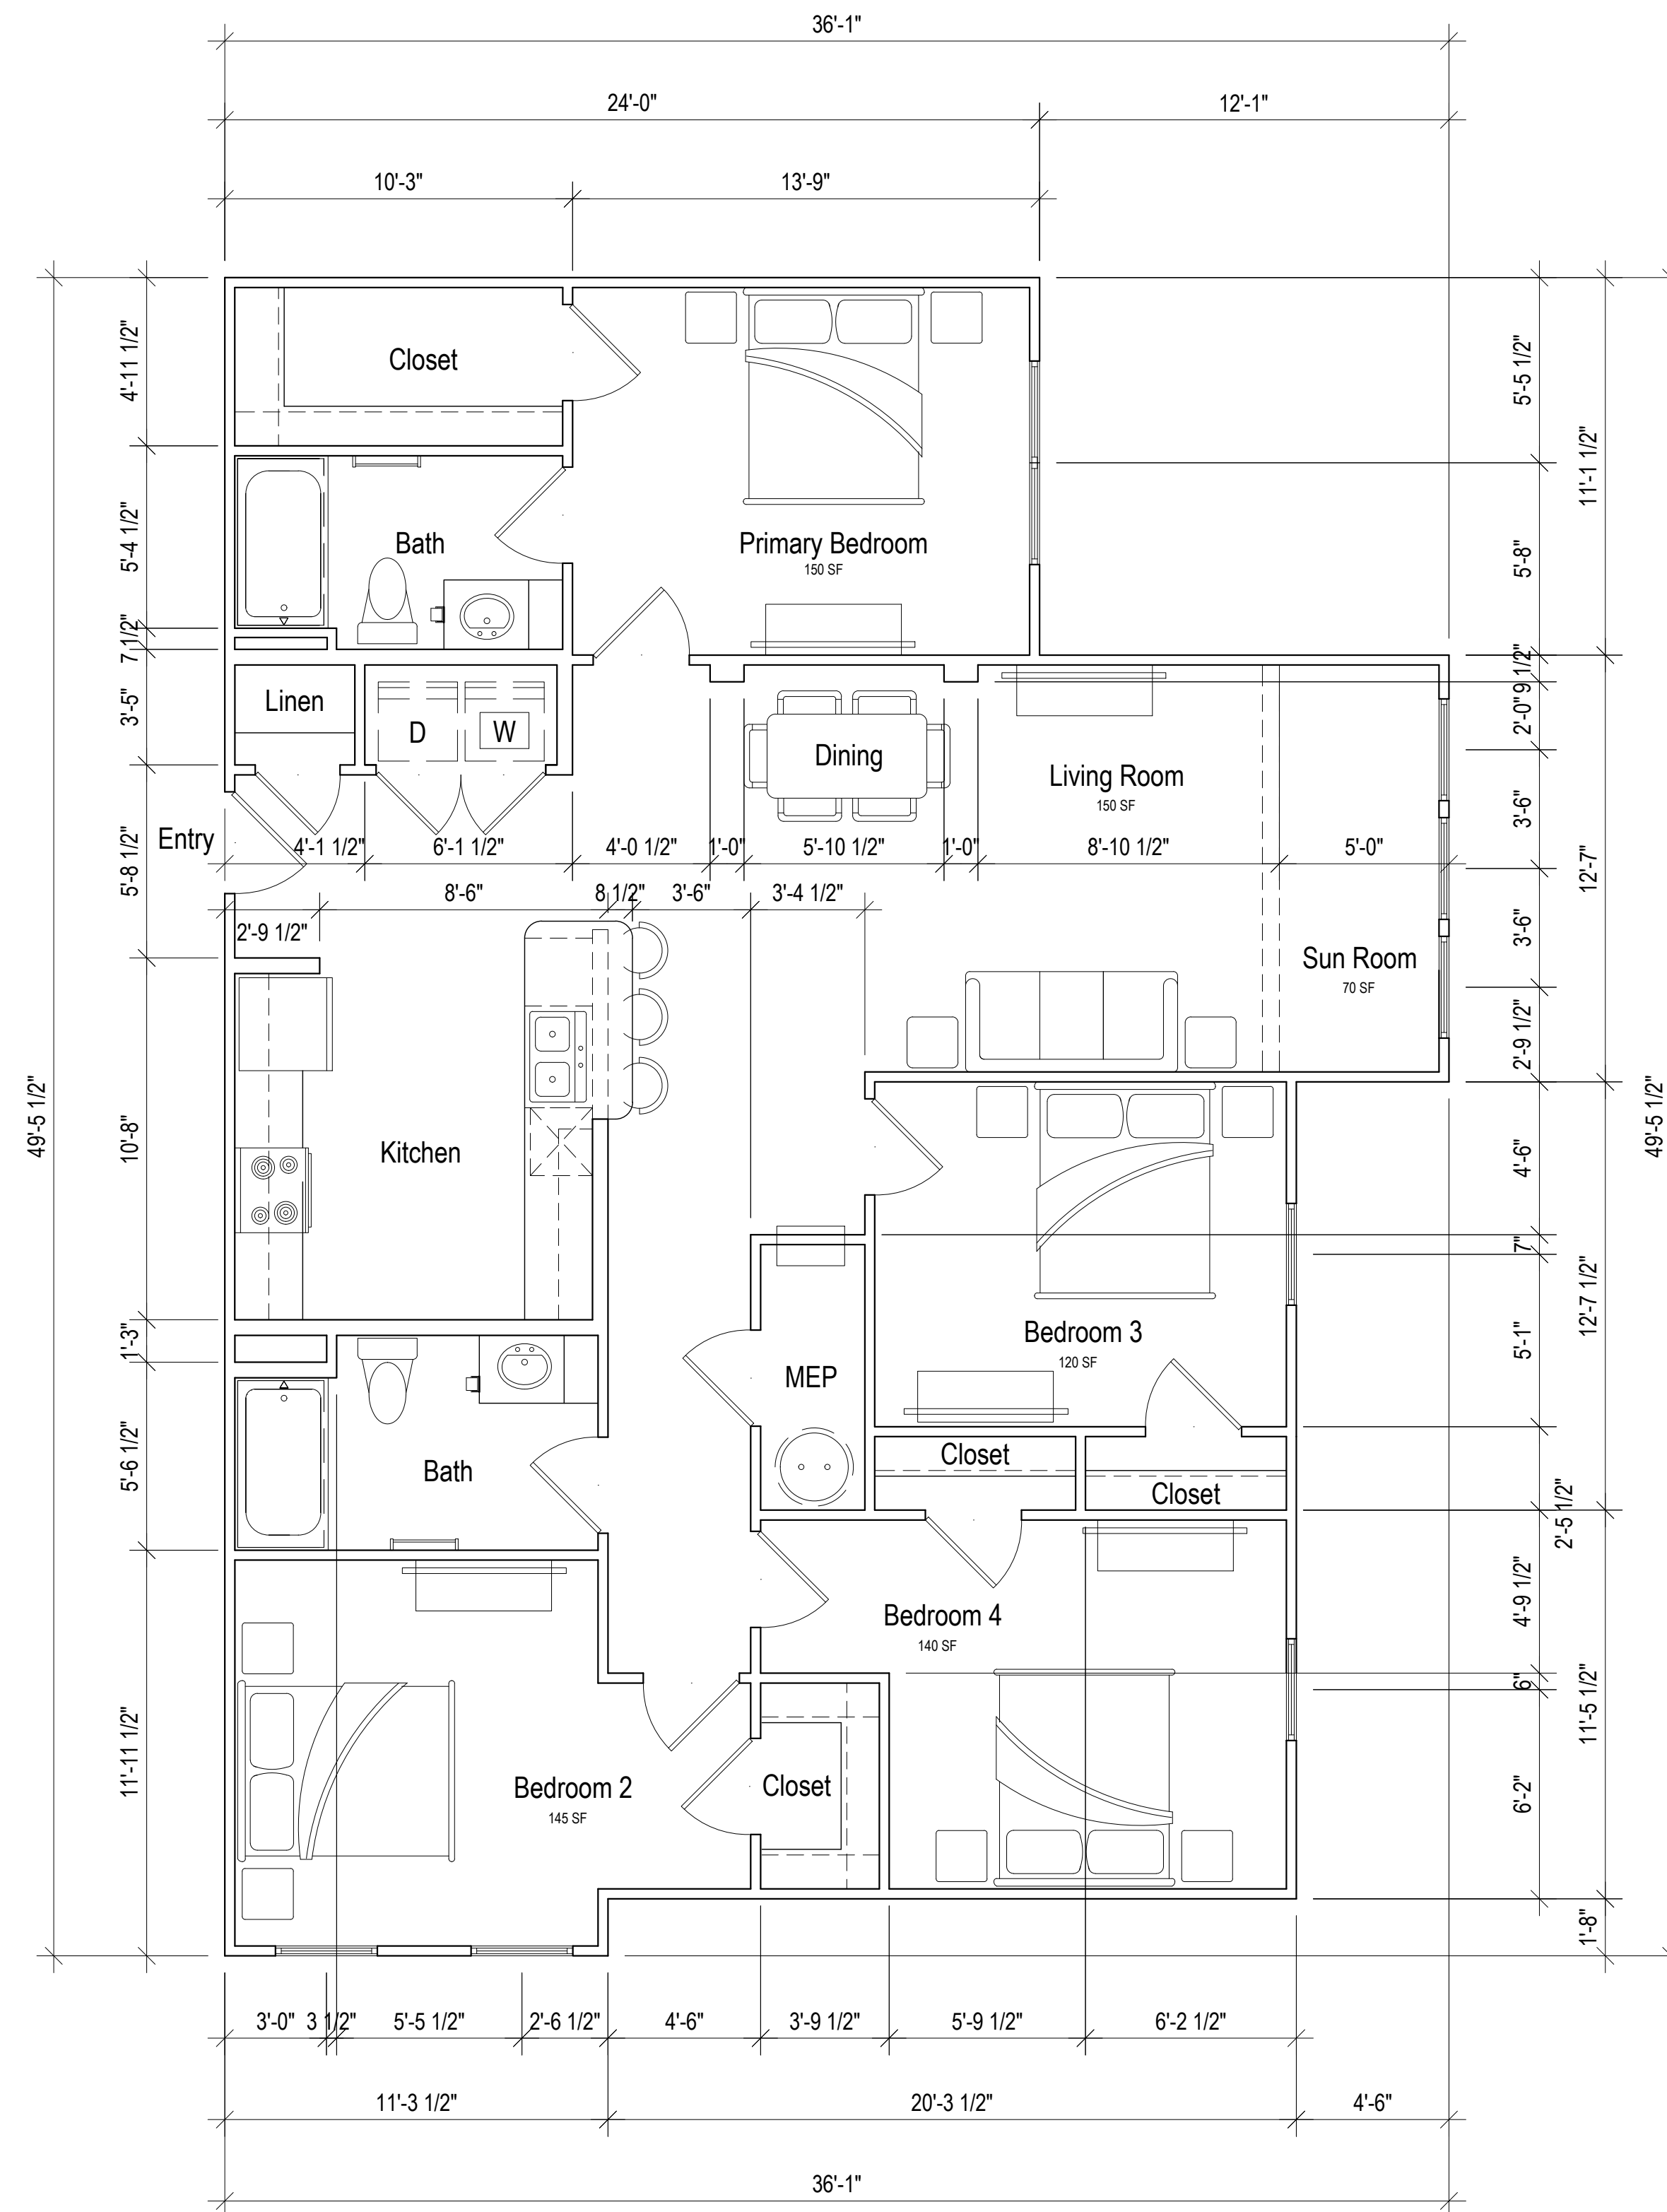 36'-1"
24'-0"
12'-1"
10'-3"
13'-9"
4'-11 1/2"
5'-4 1/2"
7 1/2"
3'-5"
5'-8 1/2"
10'-8"
1'-3"
5'-6 1/2"
11'-11 1/2"
49'-5 1/2"
Closet
Bath
Primary Bedroom
150 SF
Linen
D
W
Dining
Living Room
150 SF
Entry
4'-1 1/2"
6'-1 1/2"
4'-0 1/2"
1'-0"
5'-10 1/2"
1'-0"
8'-10 1/2"
5'-0"
8'-6"
8 1/2"
3'-6"
3'-4 1/2"
2'-9 1/2"
Sun Room
70 SF
Kitchen
Bedroom 3
120 SF
MEP
Closet
Bath
Closet
Bedroom 4
140 SF
Bedroom 2
145 SF
Closet
5'-5 1/2"
5'-8"
9 1/2"
2'-0"
3'-6"
3'-6"
2'-9 1/2"
4'-6"
7"
5'-1"
2'-5 1/2"
4'-9 1/2"
6"
6'-2"
11'-1 1/2"
12'-7"
12'-7 1/2"
11'-5 1/2"
1'-8"
49'-5 1/2"
3'-0"
3 1/2"
5'-5 1/2"
2'-6 1/2"
4'-6"
3'-9 1/2"
5'-9 1/2"
6'-2 1/2"
11'-3 1/2"
20'-3 1/2"
4'-6"
36'-1"